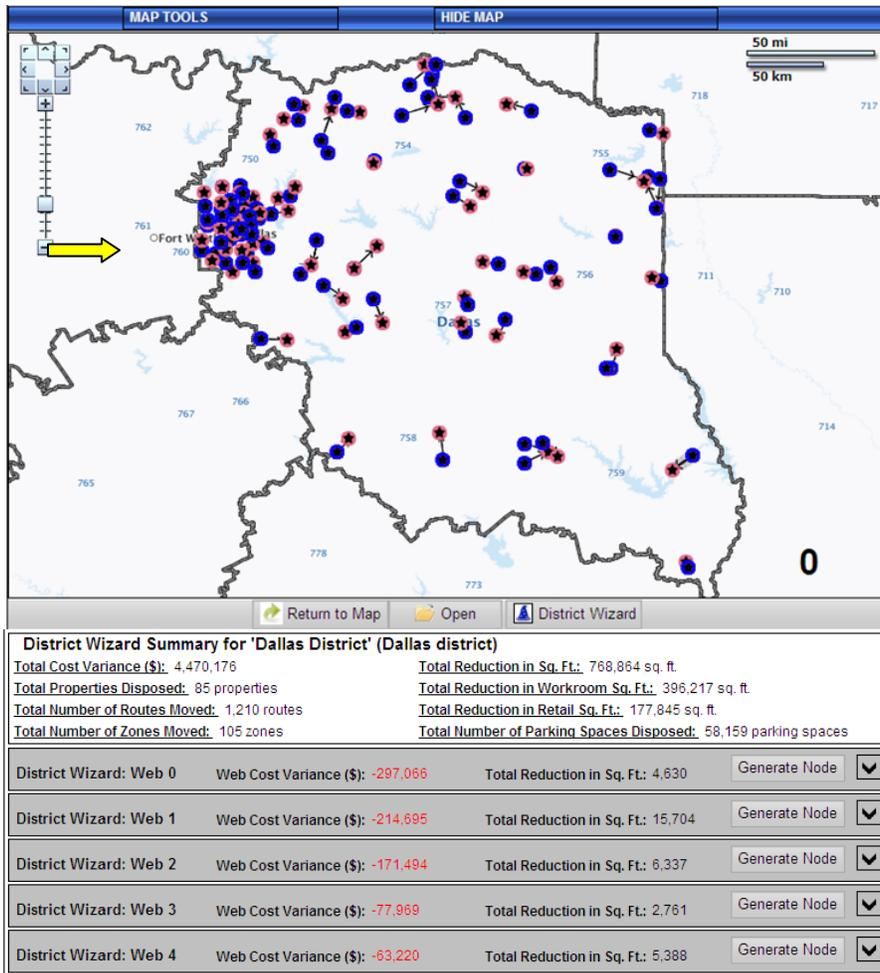 MAP TOOLS HIDE MAP
50 mi
50 km
718
717
762
754
750
755
761
Fort W
las
760
756
711
710
757
Dallas
766
767
758
714
765
759
778
773
0
Return to Map Open District Wizard
District Wizard Summary for 'Dallas District' (Dallas district)
Total Cost Variance ($): 4,470,176 Total Reduction in Sq. Ft.: 768,864 sq. ft.
Total Properties Disposed: 85 properties Total Reduction in Workroom Sq. Ft.: 396,217 sq. ft.
Total Number of Routes Moved: 1,210 routes Total Reduction in Retail Sq. Ft.: 177,845 sq. ft.
Total Number of Zones Moved: 105 zones Total Number of Parking Spaces Disposed: 58,159 parking spaces
District Wizard: Web 0 Web Cost Variance ($): -297,066 Total Reduction in Sq. Ft.: 4,630 Generate Node
District Wizard: Web 1 Web Cost Variance ($): -214,695 Total Reduction in Sq. Ft.: 15,704 Generate Node
District Wizard: Web 2 Web Cost Variance ($): -171,494 Total Reduction in Sq. Ft.: 6,337 Generate Node
District Wizard: Web 3 Web Cost Variance ($): -77,969 Total Reduction in Sq. Ft.: 2,761 Generate Node
District Wizard: Web 4 Web Cost Variance ($): -63,220 Total Reduction in Sq. Ft.: 5,388 Generate Node